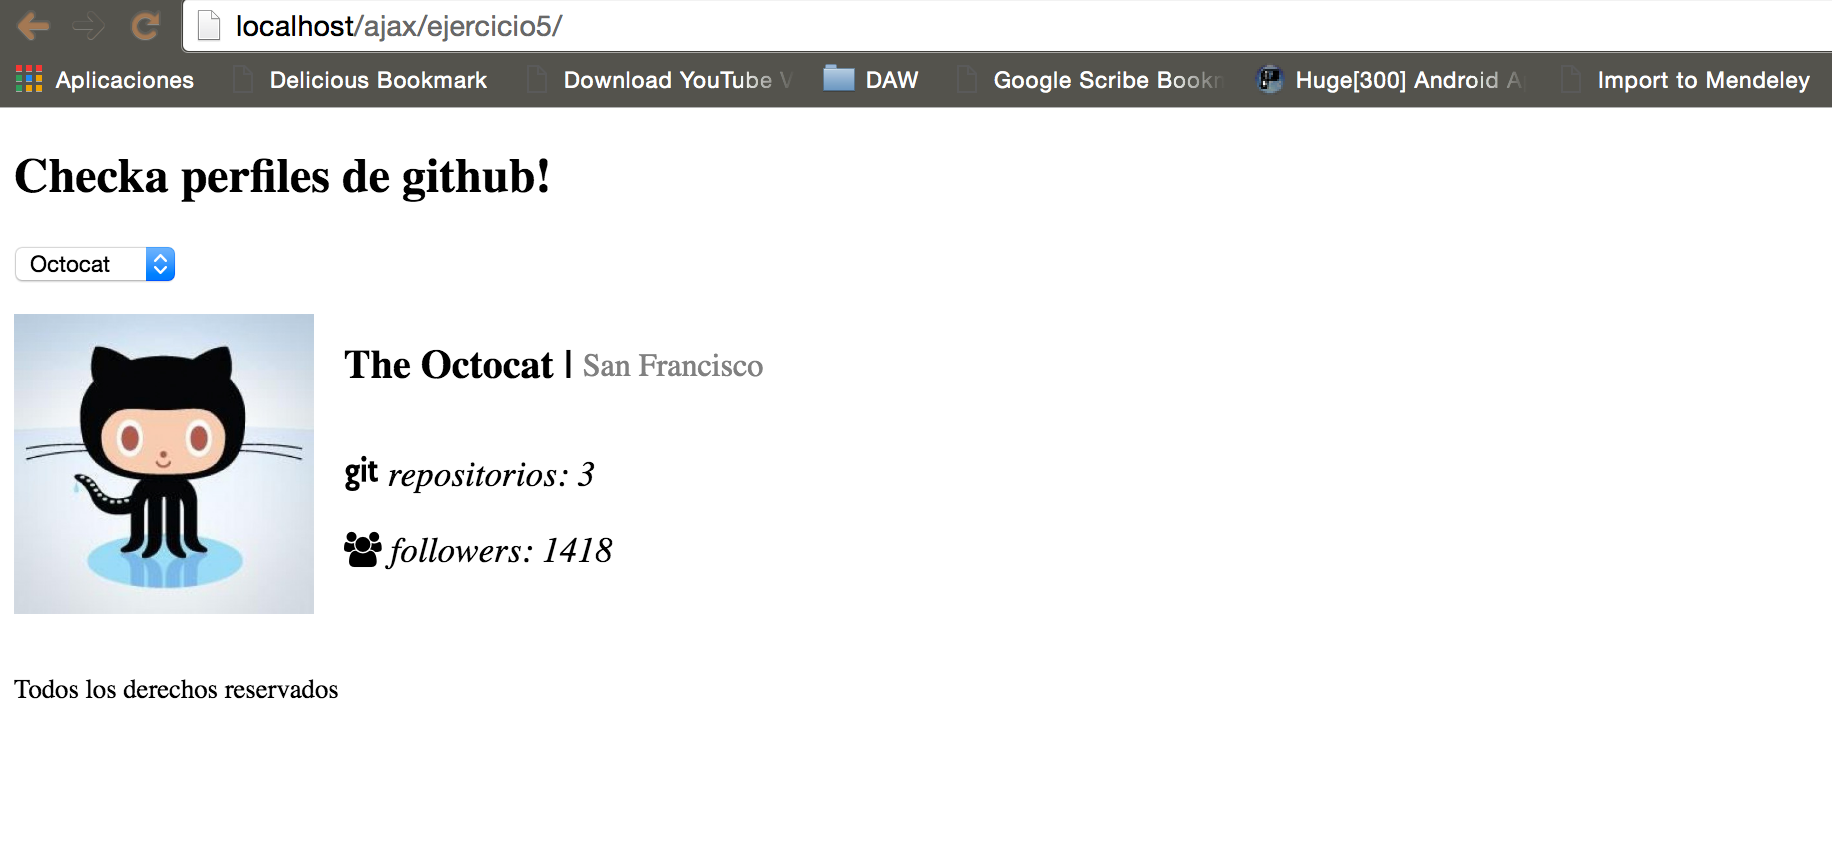 localhost/ajax/ejercicio5/
Aplicaciones Delicious Bookmark Download YouTube V DAW Google Scribe Bookm Huge[300] Android A Import to Mendeley
Checka perfiles de github!
Octocat
The Octocat | San Francisco
git repositorios: 3
followers: 1418
Todos los derechos reservados